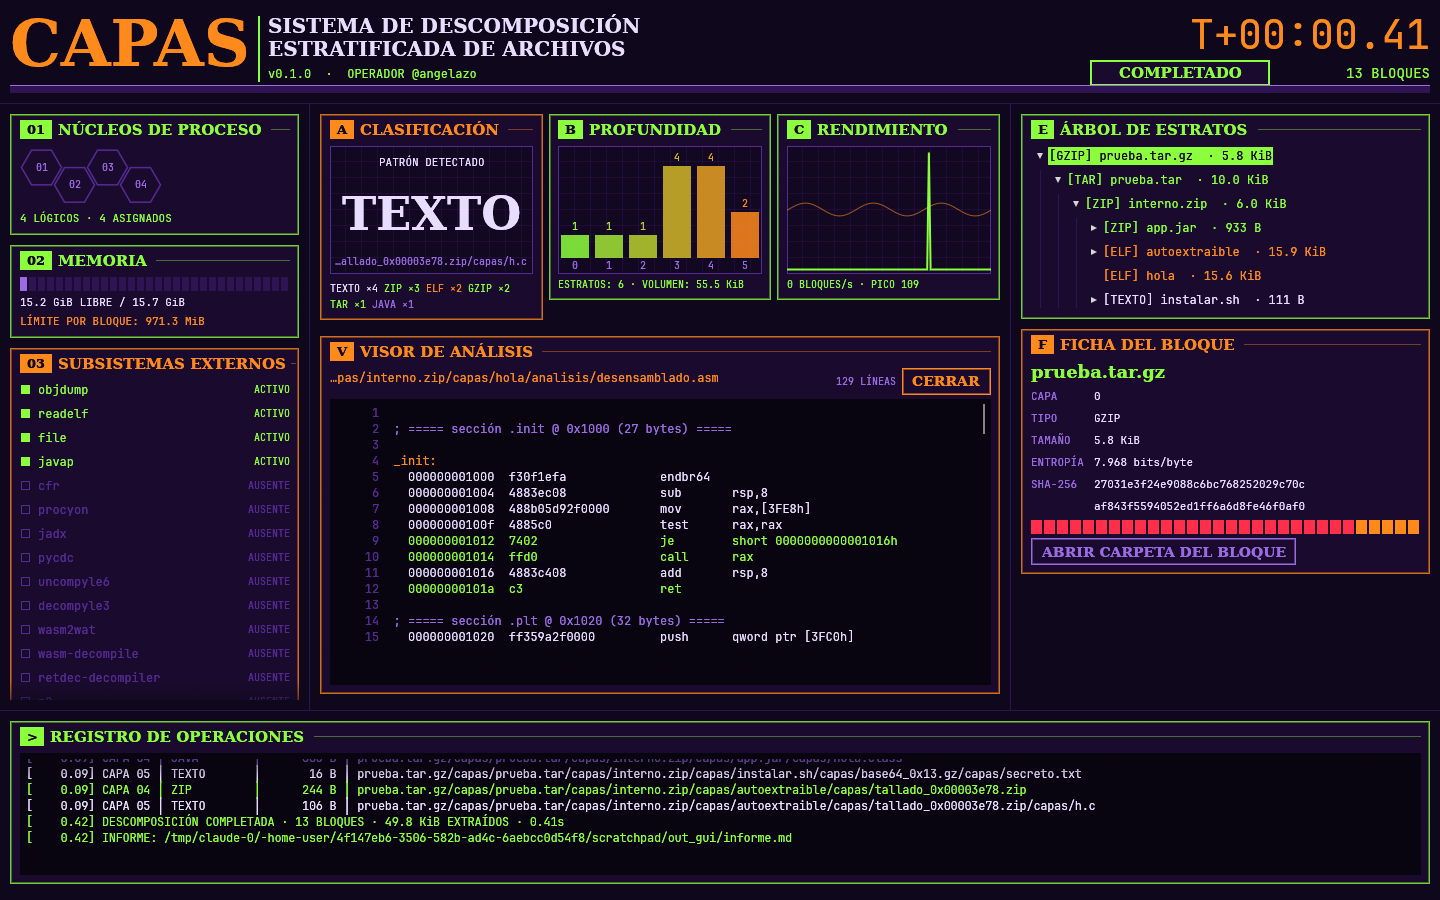 CAPAS
SISTEMA DE DESCOMPOSICIÓN
ESTRATIFICADA DE ARCHIVOS
v0.1.0 · OPERADOR @angelazo
T+00:00.41
COMPLETADO
13 BLOQUES
01 NÚCLEOS DE PROCESO
01
02
03
04
4 LÓGICOS · 4 ASIGNADOS
02 MEMORIA
15.2 GiB LIBRE / 15.7 GiB
LÍMITE POR BLOQUE: 971.3 MiB
03 SUBSISTEMAS EXTERNOS
objdump ACTIVO
readelf ACTIVO
file ACTIVO
javap ACTIVO
cfr AUSENTE
procyon AUSENTE
jadx AUSENTE
pycdc AUSENTE
uncompyle6 AUSENTE
decompyle3 AUSENTE
wasm2wat AUSENTE
wasm-decompile AUSENTE
retdec-decompiler AUSENTE
A CLASIFICACIÓN
PATRÓN DETECTADO
TEXTO
…allado_0x00003e78.zip/capas/h.c
TEXTO ×4 ZIP ×3 ELF ×2 GZIP ×2
TAR ×1 JAVA ×1
B PROFUNDIDAD
1 1 1 4 4 2
0 1 2 3 4 5
ESTRATOS: 6 · VOLUMEN: 55.5 KiB
C RENDIMIENTO
0 BLOQUES/s · PICO 109
V VISOR DE ANÁLISIS
…pas/interno.zip/capas/hola/analisis/desensamblado.asm
129 LÍNEAS
CERRAR
1
2 ; ===== sección .init @ 0x1000 (27 bytes) =====
3
4 _init:
5 000000001000 f30f1efa endbr64
6 000000001004 4883ec08 sub rsp,8
7 000000001008 488b05d92f0000 mov rax,[3FE8h]
8 00000000100f 4885c0 test rax,rax
9 000000001012 7402 je short 0000000000001016h
10 000000001014 ffd0 call rax
11 000000001016 4883c408 add rsp,8
12 00000000101a c3 ret
13
14 ; ===== sección .plt @ 0x1020 (32 bytes) =====
15 000000001020 ff359a2f0000 push qword ptr [3FC0h]
E ÁRBOL DE ESTRATOS
▼ [GZIP] prueba.tar.gz · 5.8 KiB
▼ [TAR] prueba.tar · 10.0 KiB
▼ [ZIP] interno.zip · 6.0 KiB
▶ [ZIP] app.jar · 933 B
▶ [ELF] autoextraible · 15.9 KiB
[ELF] hola · 15.6 KiB
▶ [TEXTO] instalar.sh · 111 B
F FICHA DEL BLOQUE
prueba.tar.gz
CAPA 0
TIPO GZIP
TAMAÑO 5.8 KiB
ENTROPÍA 7.968 bits/byte
SHA-256 27031e3f24e9088c6bc768252029c70c
af843f5594052ed1ff6a6d8fe46f0af0
ABRIR CARPETA DEL BLOQUE
> REGISTRO DE OPERACIONES
[ 0.09] CAPA 05 | TEXTO | 16 B | prueba.tar.gz/capas/prueba.tar/capas/interno.zip/capas/instalar.sh/capas/base64_0x13.gz/capas/secreto.txt
[ 0.09] CAPA 04 | ZIP | 244 B | prueba.tar.gz/capas/prueba.tar/capas/interno.zip/capas/autoextraible/capas/tallado_0x00003e78.zip
[ 0.09] CAPA 05 | TEXTO | 106 B | prueba.tar.gz/capas/prueba.tar/capas/interno.zip/capas/autoextraible/capas/tallado_0x00003e78.zip/capas/h.c
[ 0.42] DESCOMPOSICIÓN COMPLETADA · 13 BLOQUES · 49.8 KiB EXTRAÍDOS · 0.41s
[ 0.42] INFORME: /tmp/claude-0/-home-user/4f147eb6-3506-582b-ad4c-6aebcc0d54f8/scratchpad/out_gui/informe.md